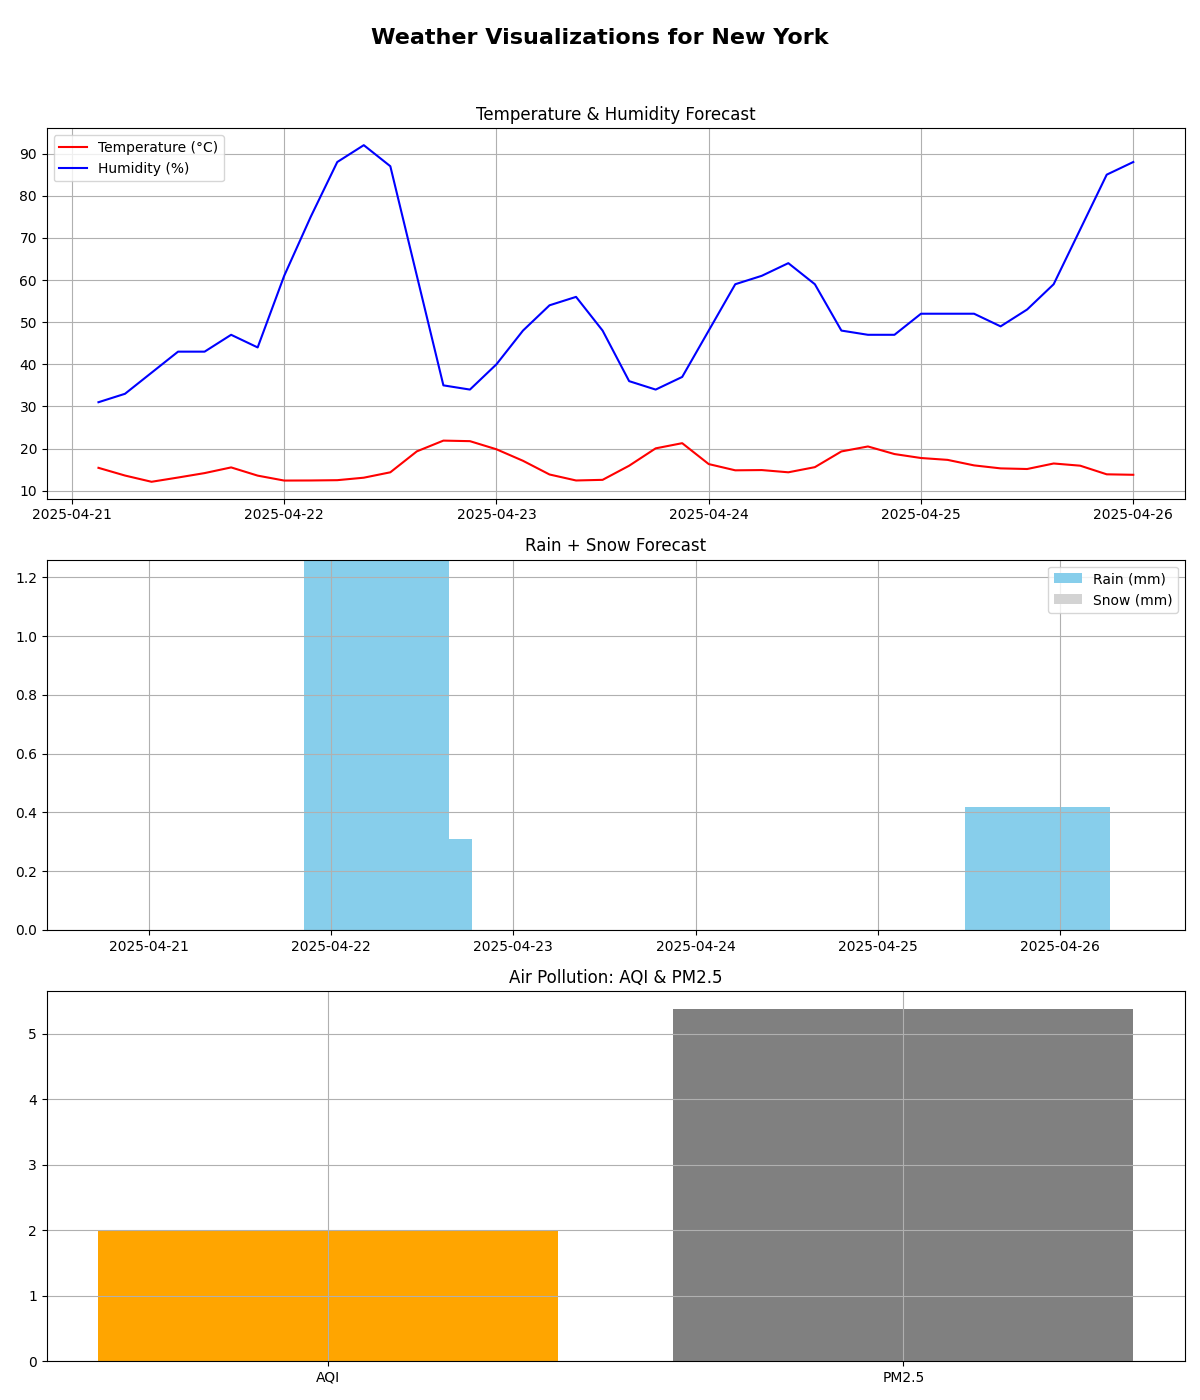 Weather Visualizations for New York
Temperature & Humidity Forecast
Temperature (°C)
Humidity (%)
90
80
70
60
50
40
30
20
10
2025-04-21 2025-04-22 2025-04-23 2025-04-24 2025-04-25 2025-04-26
Rain + Snow Forecast
Rain (mm)
Snow (mm)
1.2
1.0
0.8
0.6
0.4
0.2
0.0
2025-04-21 2025-04-22 2025-04-23 2025-04-24 2025-04-25 2025-04-26
Air Pollution: AQI & PM2.5
5
4
3
2
1
0
AQI PM2.5